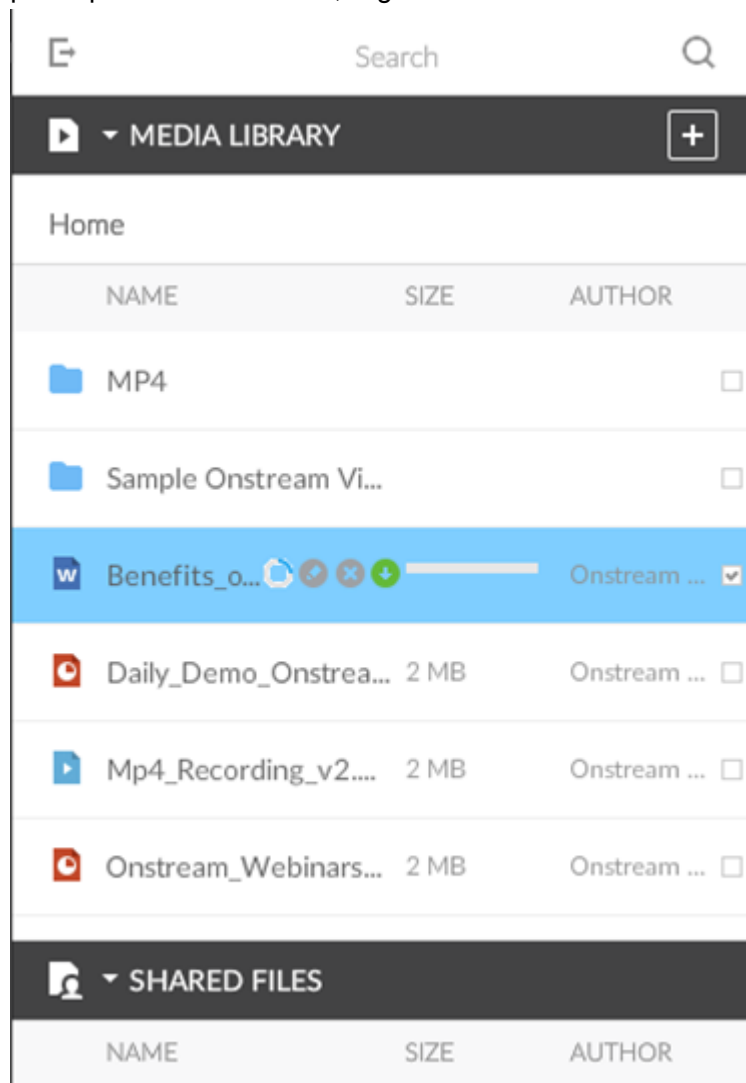 Search
MEDIA LIBRARY
Home
NAME SIZE AUTHOR
MP4
Sample Onstream Vi...
Benefits_o... Onstream ...
Daily_Demo_Onstrea... 2 MB Onstream ...
Mp4_Recording_v2.... 2 MB Onstream ...
Onstream_Webinars... 2 MB Onstream ...
SHARED FILES
NAME SIZE AUTHOR